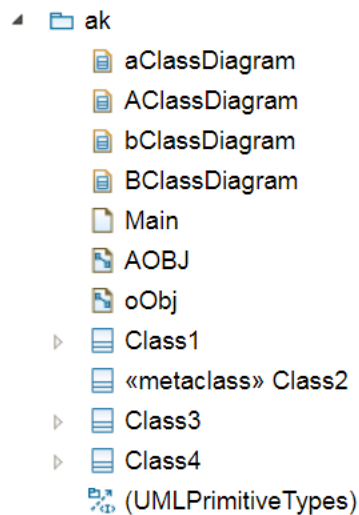 ak
aClassDiagram
AClassDiagram
bClassDiagram
BClassDiagram
Main
AOBJ
oObj
Class1
«metaclass» Class2
Class3
Class4
(UMLPrimitiveTypes)